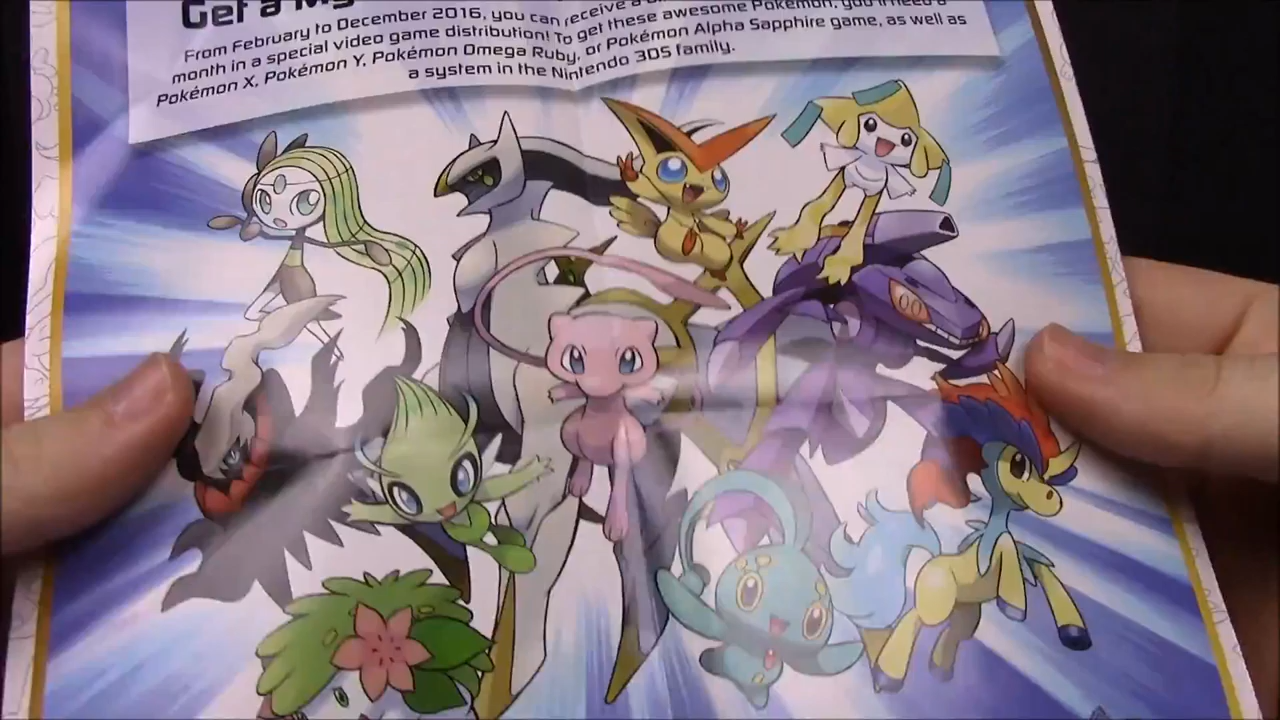 Get a My
From February to December 2016, you can receive a
month in a special video game distribution! To get these awesome Pokémon, you'll need a
Pokémon X, Pokémon Y, Pokémon Omega Ruby, or Pokémon Alpha Sapphire game, as well as
a system in the Nintendo 3DS family.